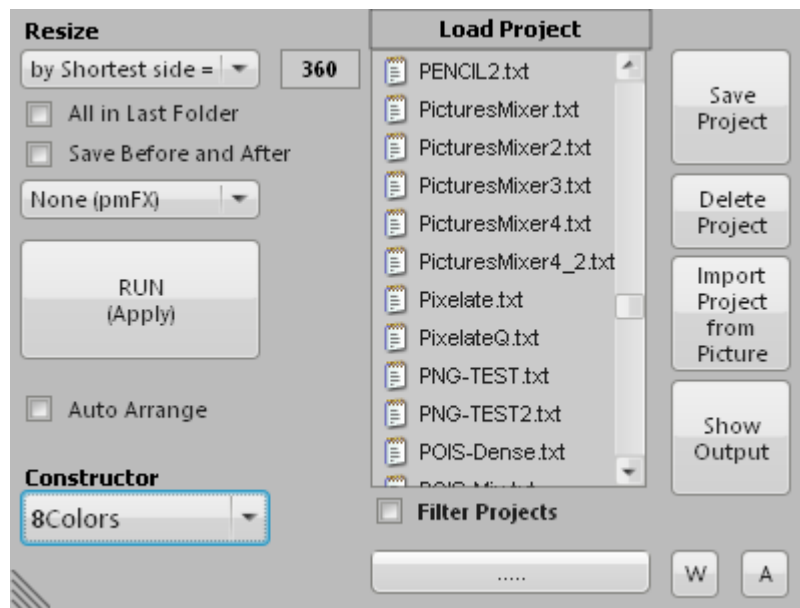 Resize
by Shortest side =
360
All in Last Folder
Save Before and After
None (pmFX)
RUN
(Apply)
Auto Arrange
Constructor
8Colors
Load Project
PENCIL2.txt
PicturesMixer.txt
PicturesMixer2.txt
PicturesMixer3.txt
PicturesMixer4.txt
PicturesMixer4_2.txt
Pixelate.txt
PixelateQ.txt
PNG-TEST.txt
PNG-TEST2.txt
POIS-Dense.txt
Filter Projects
.....
Save
Project
Delete
Project
Import
Project
from
Picture
Show
Output
W
A